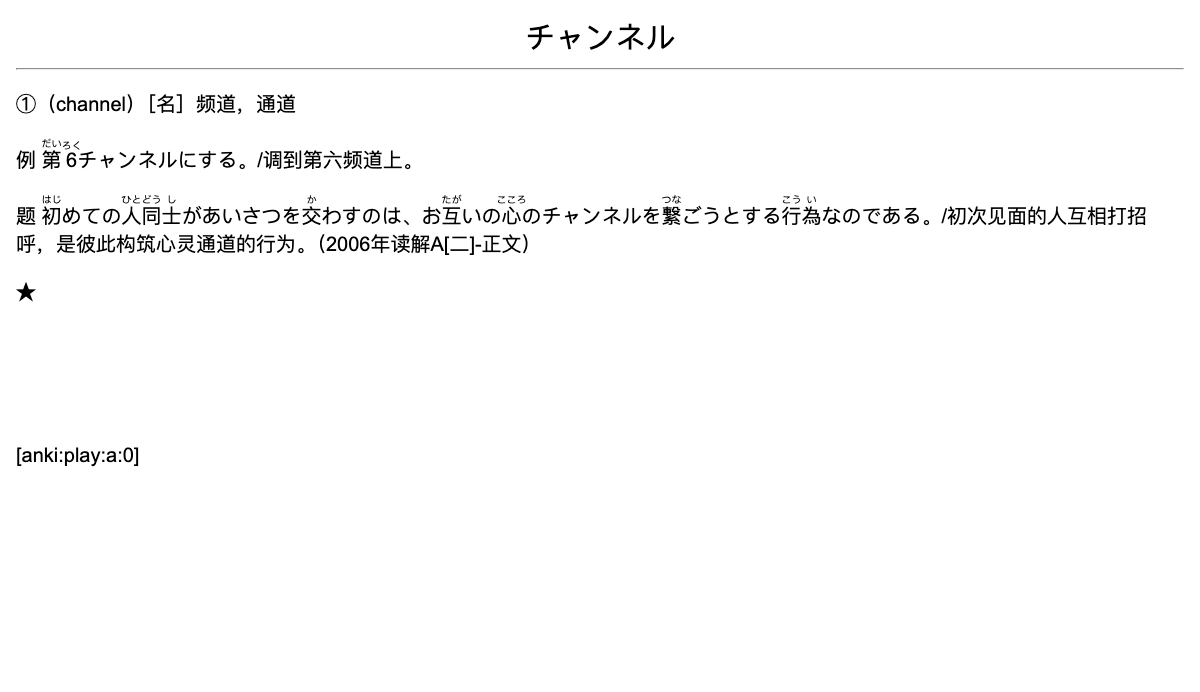 チャンネル
①（channel）［名］频道，通道
だいろく
例 第6チャンネルにする。/调到第六频道上。
はじ ひとどうし か たが こころ つな こうい
题 初めての人同士があいさつを交わすのは、お互いの心のチャンネルを繋ごうとする行為なのである。/初次见面的人互相打招
呼，是彼此构筑心灵通道的行为。（2006年读解A[二]-正文）
★
[anki:play:a:0]